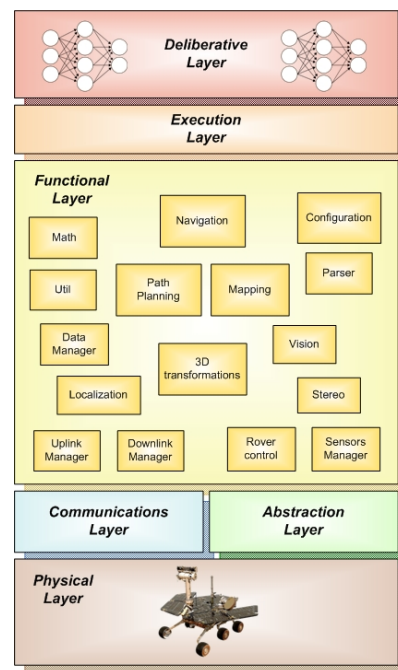 Deliberative
Layer
Execution
Layer
Functional
Layer
Navigation
Configuration
Math
Path
Planning
Mapping
Parser
Util
Data
Manager
3D
transformations
Vision
Localization
Stereo
Uplink
Manager
Downlink
Manager
Rover
control
Sensors
Manager
Communications
Layer
Abstraction
Layer
Physical
Layer